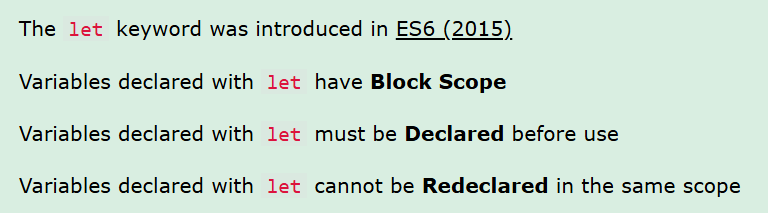 The let keyword was introduced in ES6 (2015)
Variables declared with let have Block Scope
Variables declared with let must be Declared before use
Variables declared with let cannot be Redeclared in the same scope